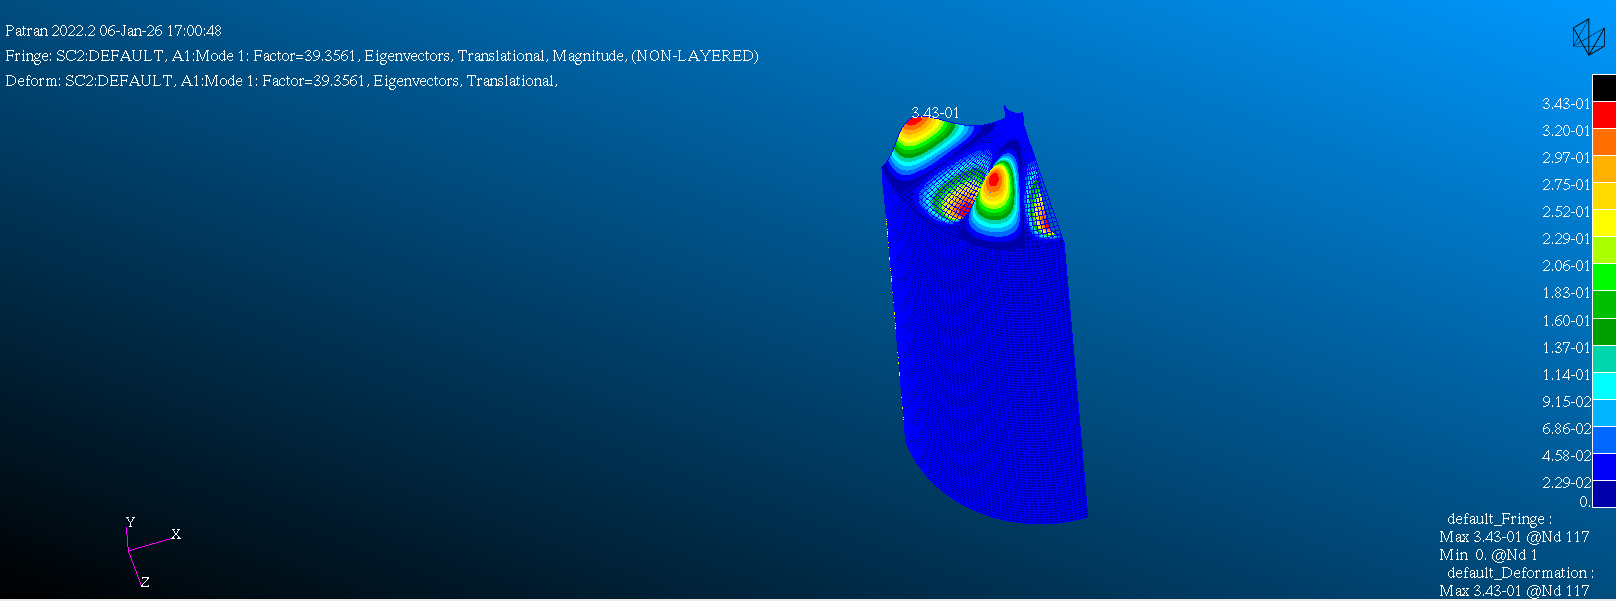 Patran 2022.2 06-Jan-26 17:00:48
Fringe: SC2:DEFAULT, A1:Mode 1: Factor=39.3561, Eigenvectors, Translational, Magnitude, (NON-LAYERED)
Deform: SC2:DEFAULT, A1:Mode 1: Factor=39.3561, Eigenvectors, Translational,
3.43-01
3.43-01
3.20-01
2.97-01
2.75-01
2.52-01
2.29-01
2.06-01
1.83-01
1.60-01
1.37-01
1.14-01
9.15-02
6.86-02
4.58-02
2.29-02
0.
Y
X
Z
default_Fringe :
Max 3.43-01 @Nd 117
Min 0. @Nd 1
default_Deformation :
Max 3.43-01 @Nd 117